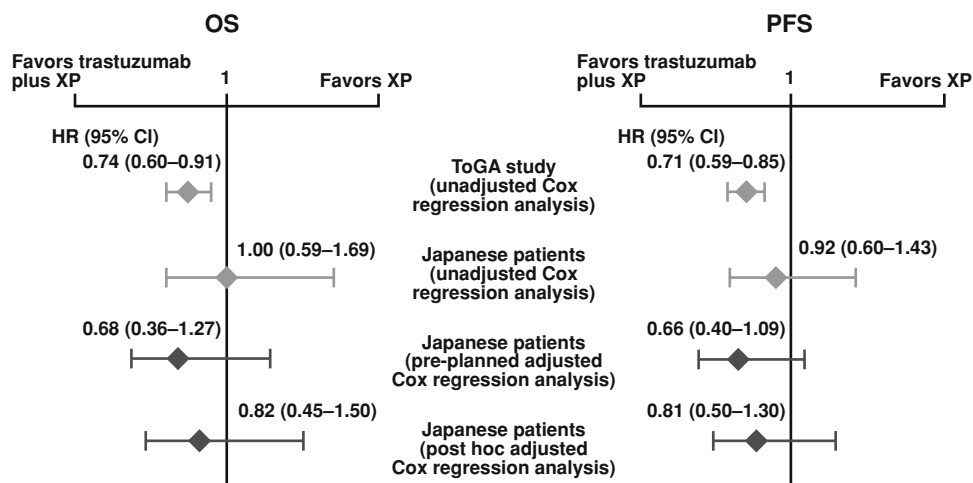 OS
PFS
Favors trastuzumab
plus XP
1
Favors XP
Favors trastuzumab
plus XP
1
Favors XP
HR (95% CI)
0.74 (0.60–0.91)
ToGA study
(unadjusted Cox
regression analysis)
HR (95% CI)
0.71 (0.59–0.85)
1.00 (0.59–1.69)
Japanese patients
(unadjusted Cox
regression analysis)
0.92 (0.60–1.43)
0.68 (0.36–1.27)
Japanese patients
(pre-planned adjusted
Cox regression analysis)
0.66 (0.40–1.09)
0.82 (0.45–1.50)
Japanese patients
(post hoc adjusted
Cox regression analysis)
0.81 (0.50–1.30)